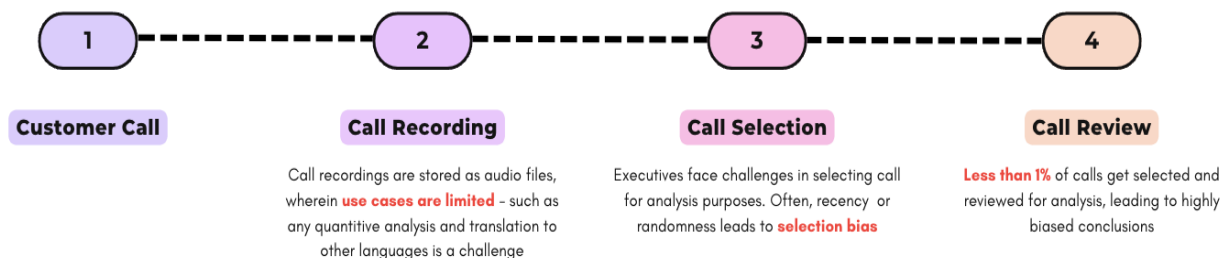 1
2
3
4
Customer Call
Call Recording
Call recordings are stored as audio files,
wherein use cases are limited - such as
any quantitive analysis and translation to
other languages is a challenge
Call Selection
Executives face challenges in selecting call
for analysis purposes. Often, recency or
randomness leads to selection bias
Call Review
Less than 1% of calls get selected and
reviewed for analysis, leading to highly
biased conclusions